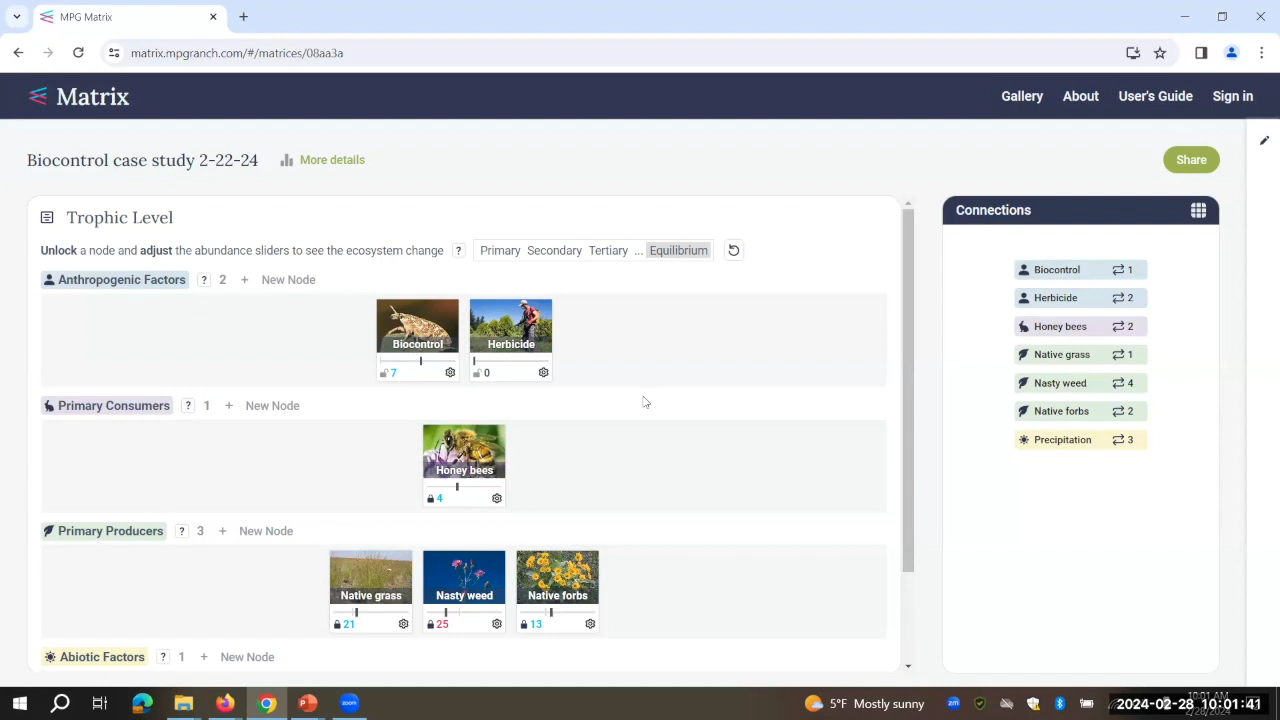 MPG Matrix
matrix.mpgranch.com/#/matrices/08aa3a
Matrix
Gallery
About
User's Guide
Sign in
Biocontrol case study 2-22-24
More details
Share
Trophic Level
Unlock a node and adjust the abundance sliders to see the ecosystem change ?
Primary Secondary Tertiary ... Equilibrium
Anthropogenic Factors ? 2 + New Node
Biocontrol
Herbicide
7
0
Primary Consumers ? 1 + New Node
Honey bees
4
Primary Producers ? 3 + New Node
Native grass
Nasty weed
Native forbs
21
25
13
Abiotic Factors ? 1 + New Node
Connections
Biocontrol 1
Herbicide 2
Honey bees 2
Native grass 1
Nasty weed 4
Native forbs 2
Precipitation 3
zoom
5°F Mostly sunny
zm
10:01 AM
2024-02-28 10:01:41